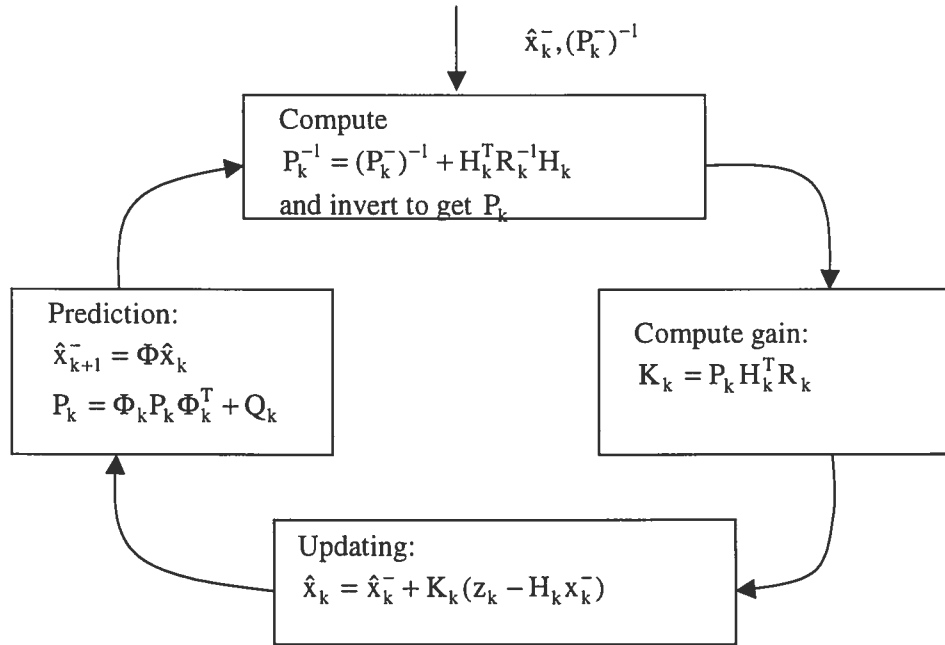 x̂ₖ⁻, (Pₖ⁻)⁻¹
Compute
Pₖ⁻¹ = (Pₖ⁻)⁻¹ + HₖᵀRₖ⁻¹Hₖ
and invert to get Pₖ
Compute gain:
Kₖ = PₖHₖᵀRₖ
Updating:
x̂ₖ = x̂ₖ⁻ + Kₖ(zₖ − Hₖxₖ⁻)
Prediction:
x̂ₖ₊₁⁻ = Φx̂ₖ
Pₖ = ΦₖPₖΦₖᵀ + Qₖ